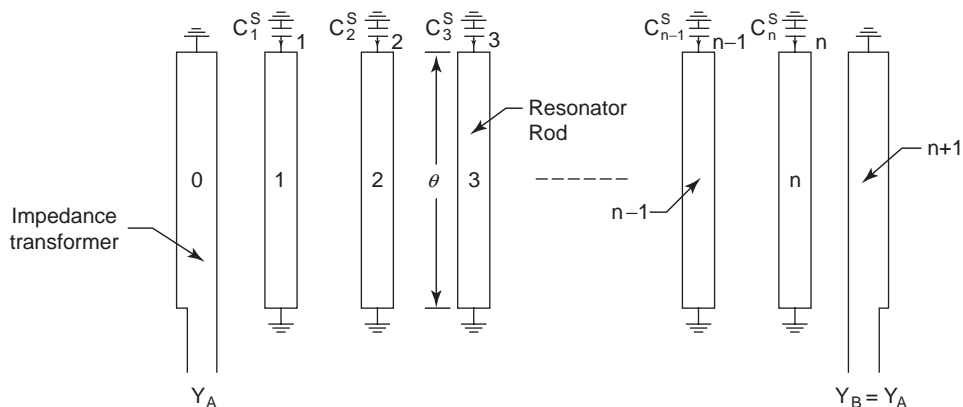 C₁ˢ 1 C₂ˢ 2 C₃ˢ 3 Cₙ₋₁ˢ n–1 Cₙˢ n
Resonator
Rod
n+1
0 1 2 θ 3 n
n–1
Impedance
transformer
Y_A Y_B = Y_A